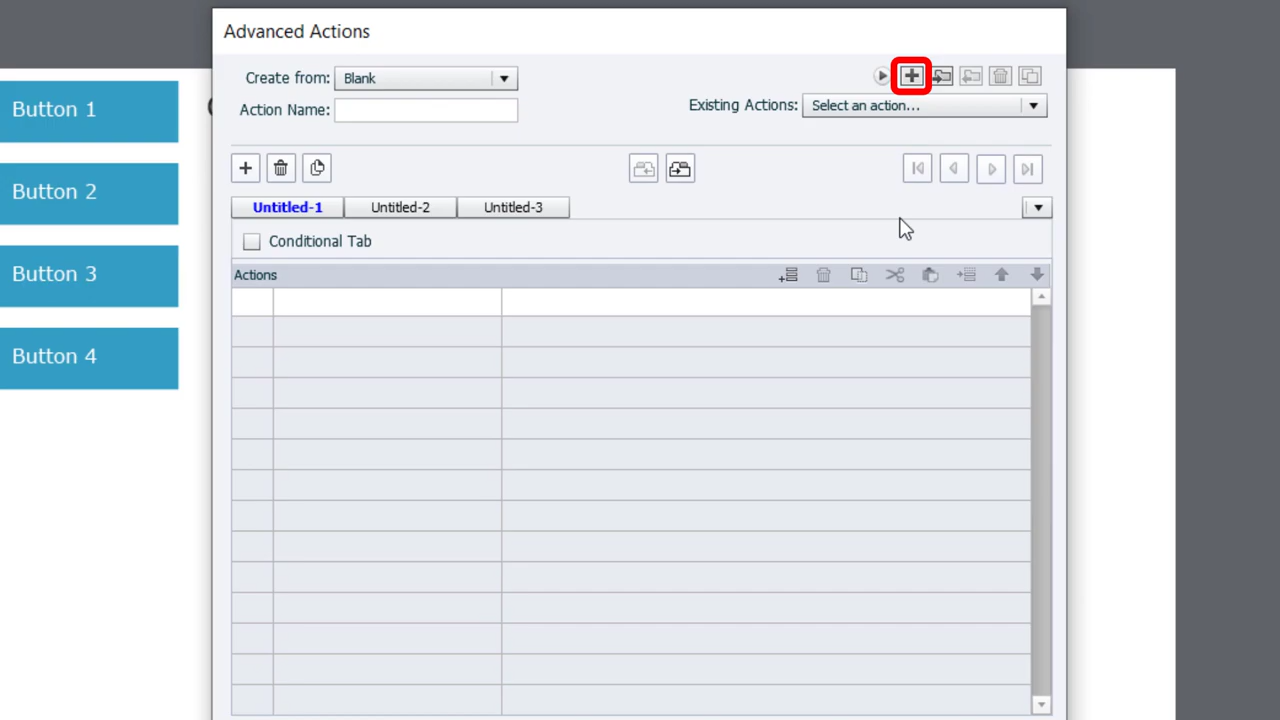 Advanced Actions
Create from: Blank
Action Name:
Existing Actions: Select an action...
Button 1
Button 2
Button 3
Button 4
Untitled-1 Untitled-2 Untitled-3
Conditional Tab
Actions